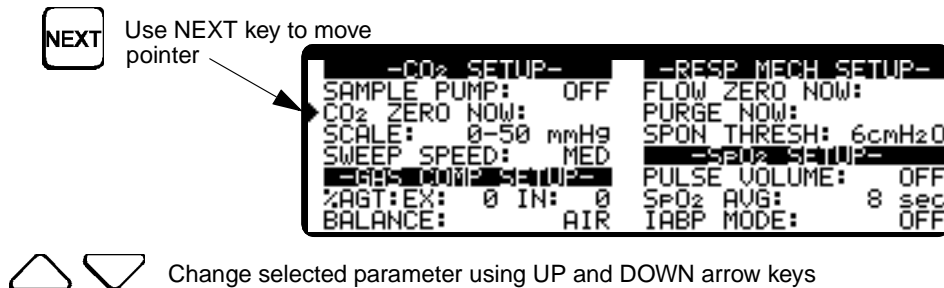 NEXT
Use NEXT key to move
pointer
-CO₂ SETUP-
SAMPLE PUMP: OFF
CO₂ ZERO NOW:
SCALE: 0-50 mmHg
SWEEP SPEED: MED
-GAS COMP SETUP-
%AGT:EX: 0 IN: 0
BALANCE: AIR
-RESP MECH SETUP-
FLOW ZERO NOW:
PURGE NOW:
SPON THRESH: 6cmH₂O
-SpO₂ SETUP-
PULSE VOLUME: OFF
SpO₂ AVG: 8 sec
IABP MODE: OFF
Change selected parameter using UP and DOWN arrow keys